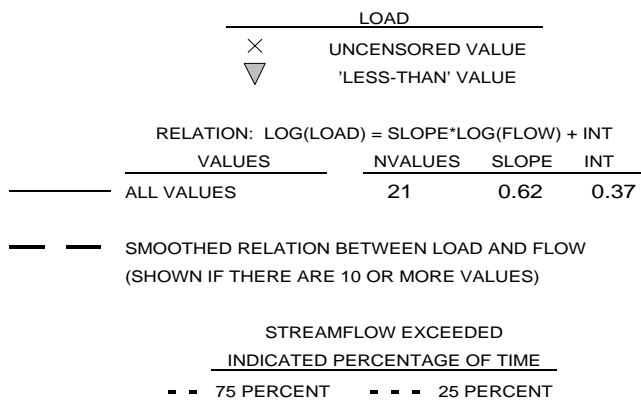 LOAD
UNCENSORED VALUE
'LESS-THAN' VALUE
RELATION: LOG(LOAD) = SLOPE*LOG(FLOW) + INT
VALUES NVALUES SLOPE INT
ALL VALUES 21 0.62 0.37
SMOOTHED RELATION BETWEEN LOAD AND FLOW
(SHOWN IF THERE ARE 10 OR MORE VALUES)
STREAMFLOW EXCEEDED
INDICATED PERCENTAGE OF TIME
75 PERCENT 25 PERCENT